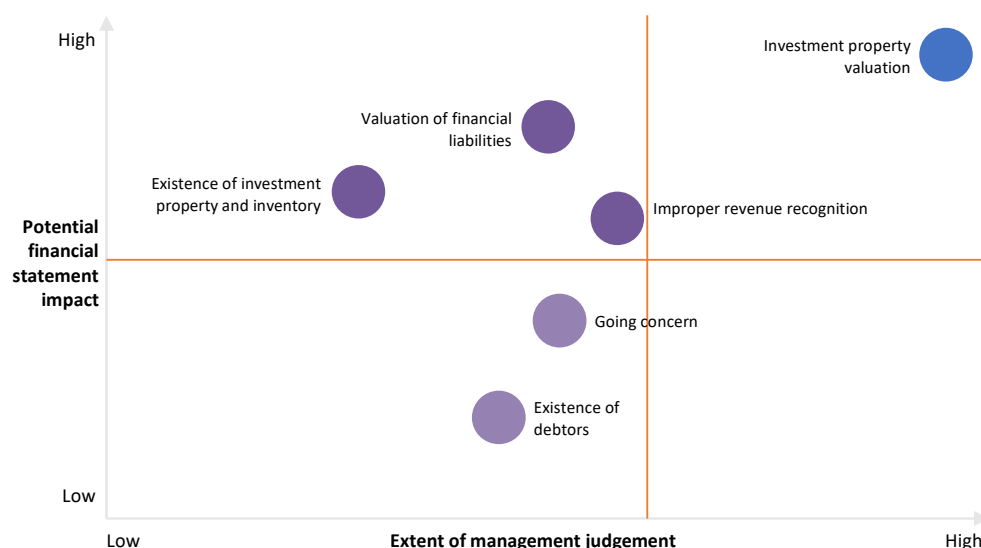 High
Investment property
valuation
Valuation of financial
liabilities
Existence of investment
property and inventory
Improper revenue recognition
Potential
financial
statement
impact
Going concern
Existence of
debtors
Low
Low
Extent of management judgement
High